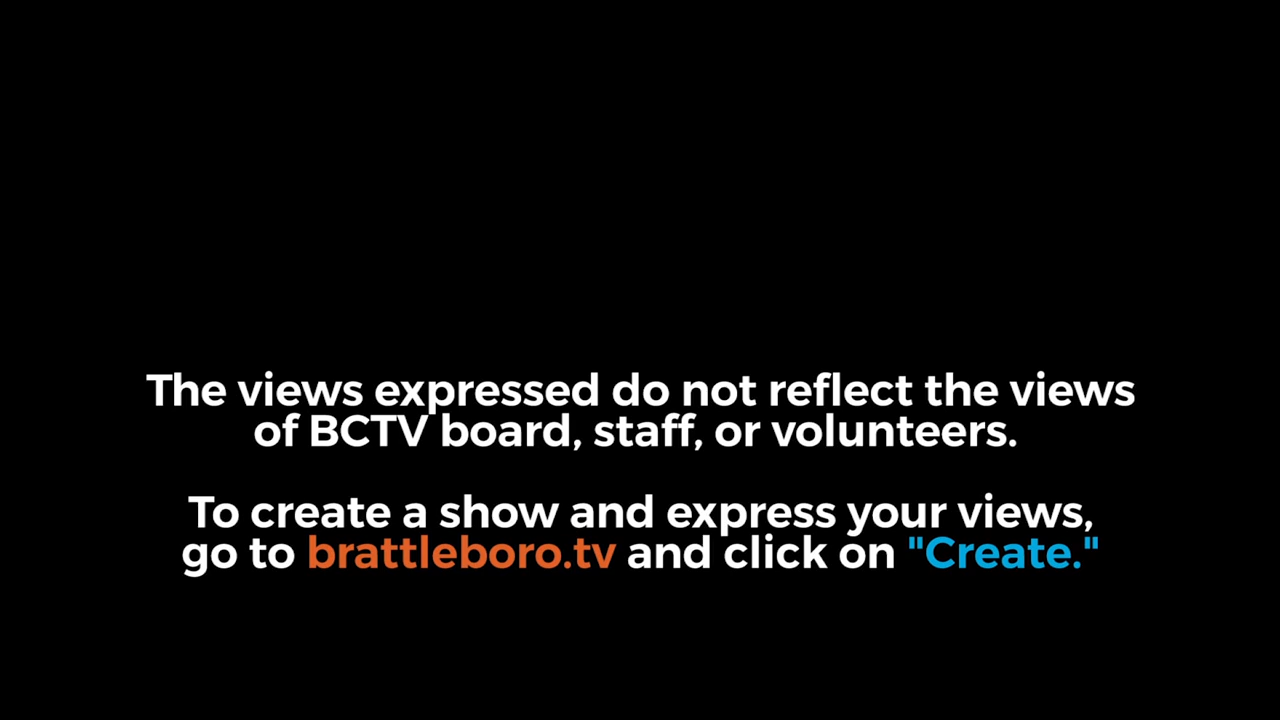 The views expressed do not reflect the views
of BCTV board, staff, or volunteers.
To create a show and express your views,
go to brattleboro.tv and click on "Create."